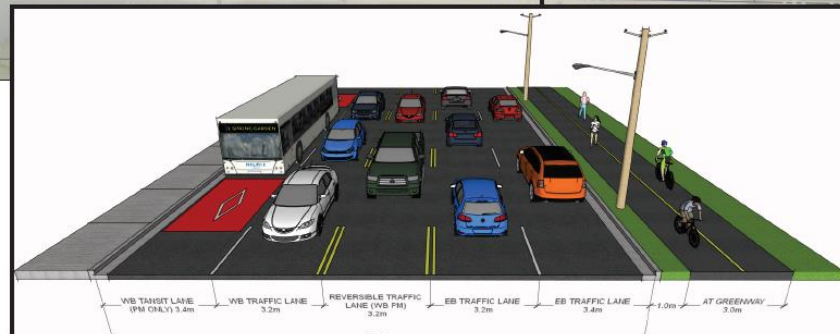 SPRING GARDEN
WB TRANSIT LANE
(PM ONLY) 3.4m
WB TRAFFIC LANE
3.2m
REVERSIBLE TRAFFIC
LANE (WB PM)
3.2m
EB TRAFFIC LANE
3.2m
EB TRAFFIC LANE
3.4m
1.0m
AT GREENWAY
3.0m